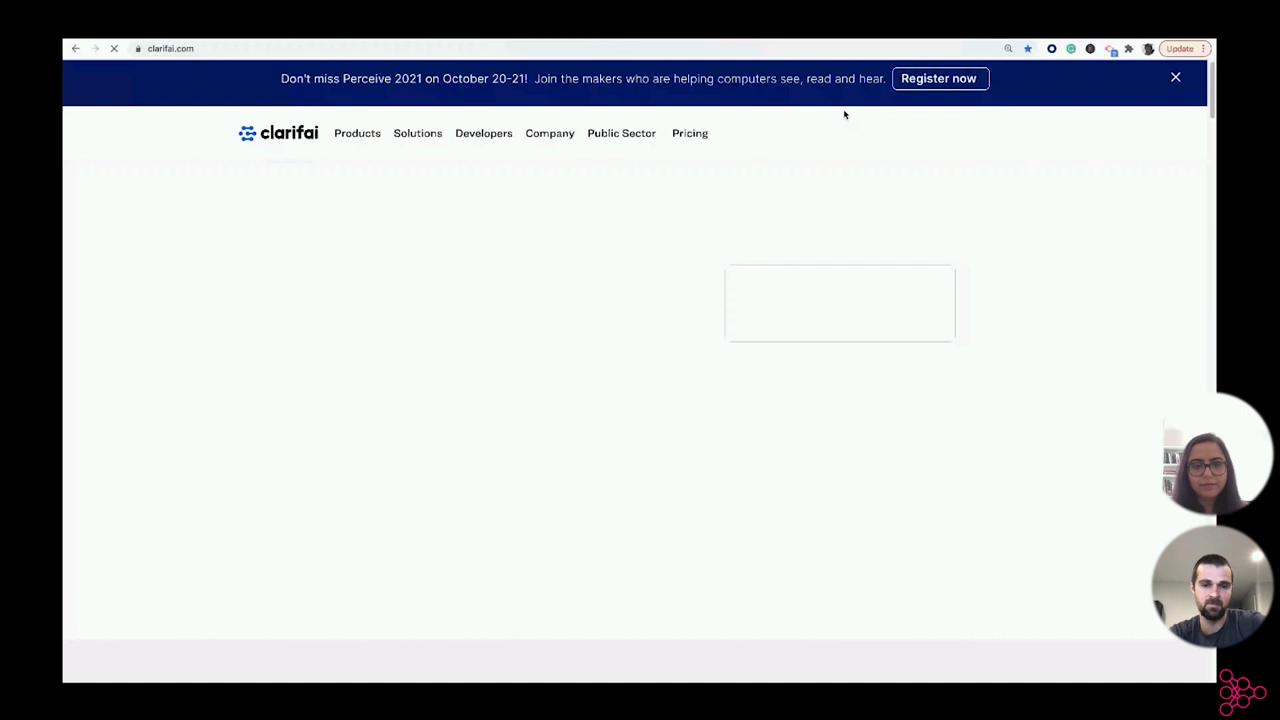 clarifai.com
Update
Don't miss Perceive 2021 on October 20-21! Join the makers who are helping computers see, read and hear. Register now
clarifai Products Solutions Developers Company Public Sector Pricing